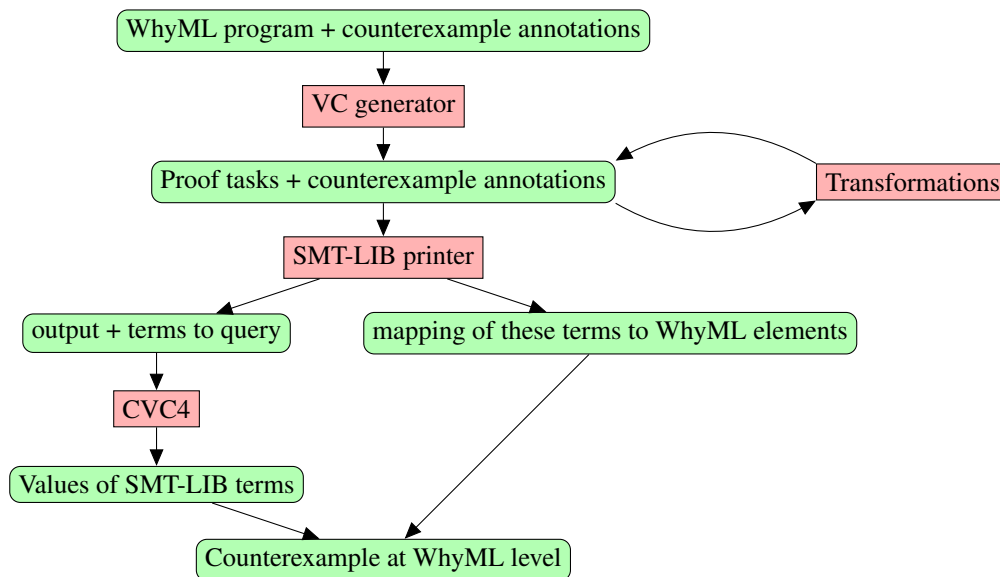 WhyML program + counterexample annotations
VC generator
Proof tasks + counterexample annotations
Transformations
SMT-LIB printer
output + terms to query
mapping of these terms to WhyML elements
CVC4
Values of SMT-LIB terms
Counterexample at WhyML level